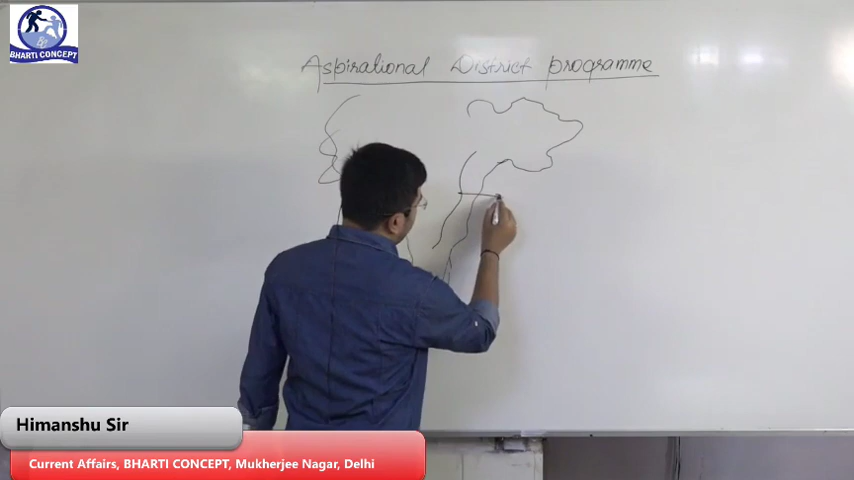 BHARTI CONCEPT
Aspirational District programme
Himanshu Sir
Current Affairs, BHARTI CONCEPT, Mukherjee Nagar, Delhi